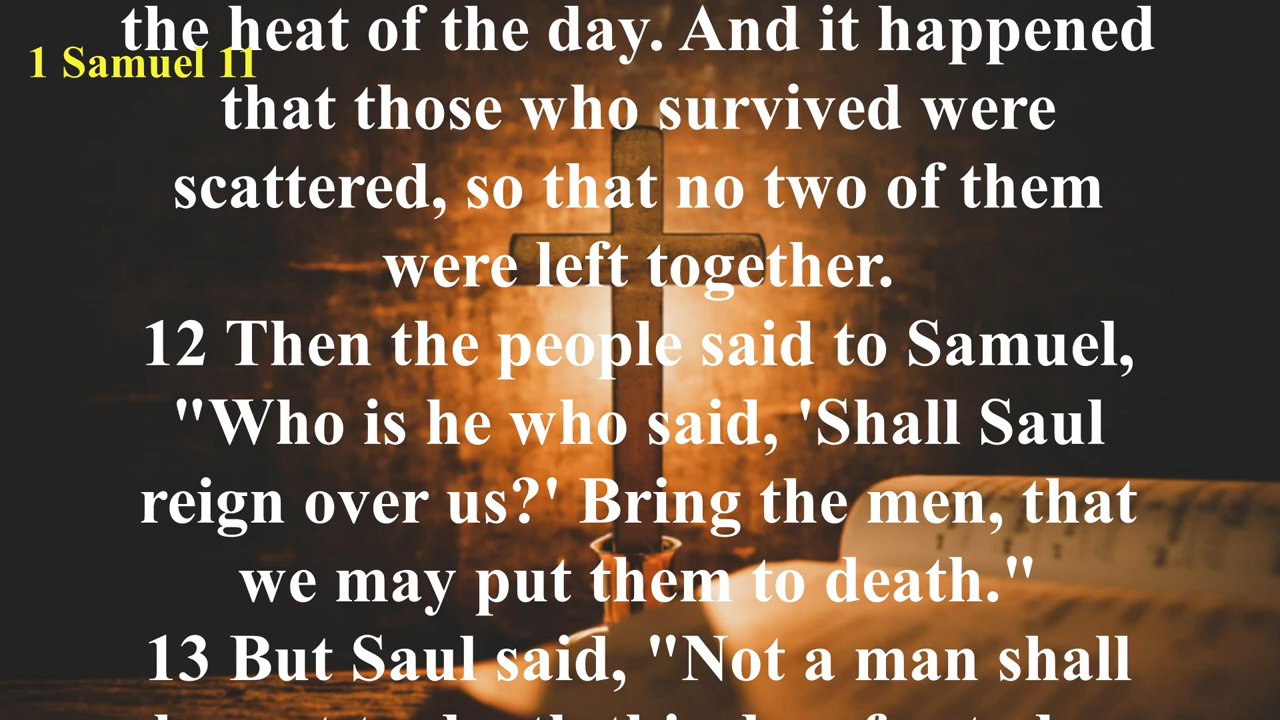 the heat of the day. And it happened
1 Samuel 11
that those who survived were
scattered, so that no two of them
were left together.
12 Then the people said to Samuel,
"Who is he who said, 'Shall Saul
reign over us?' Bring the men, that
we may put them to death."
13 But Saul said, "Not a man shall